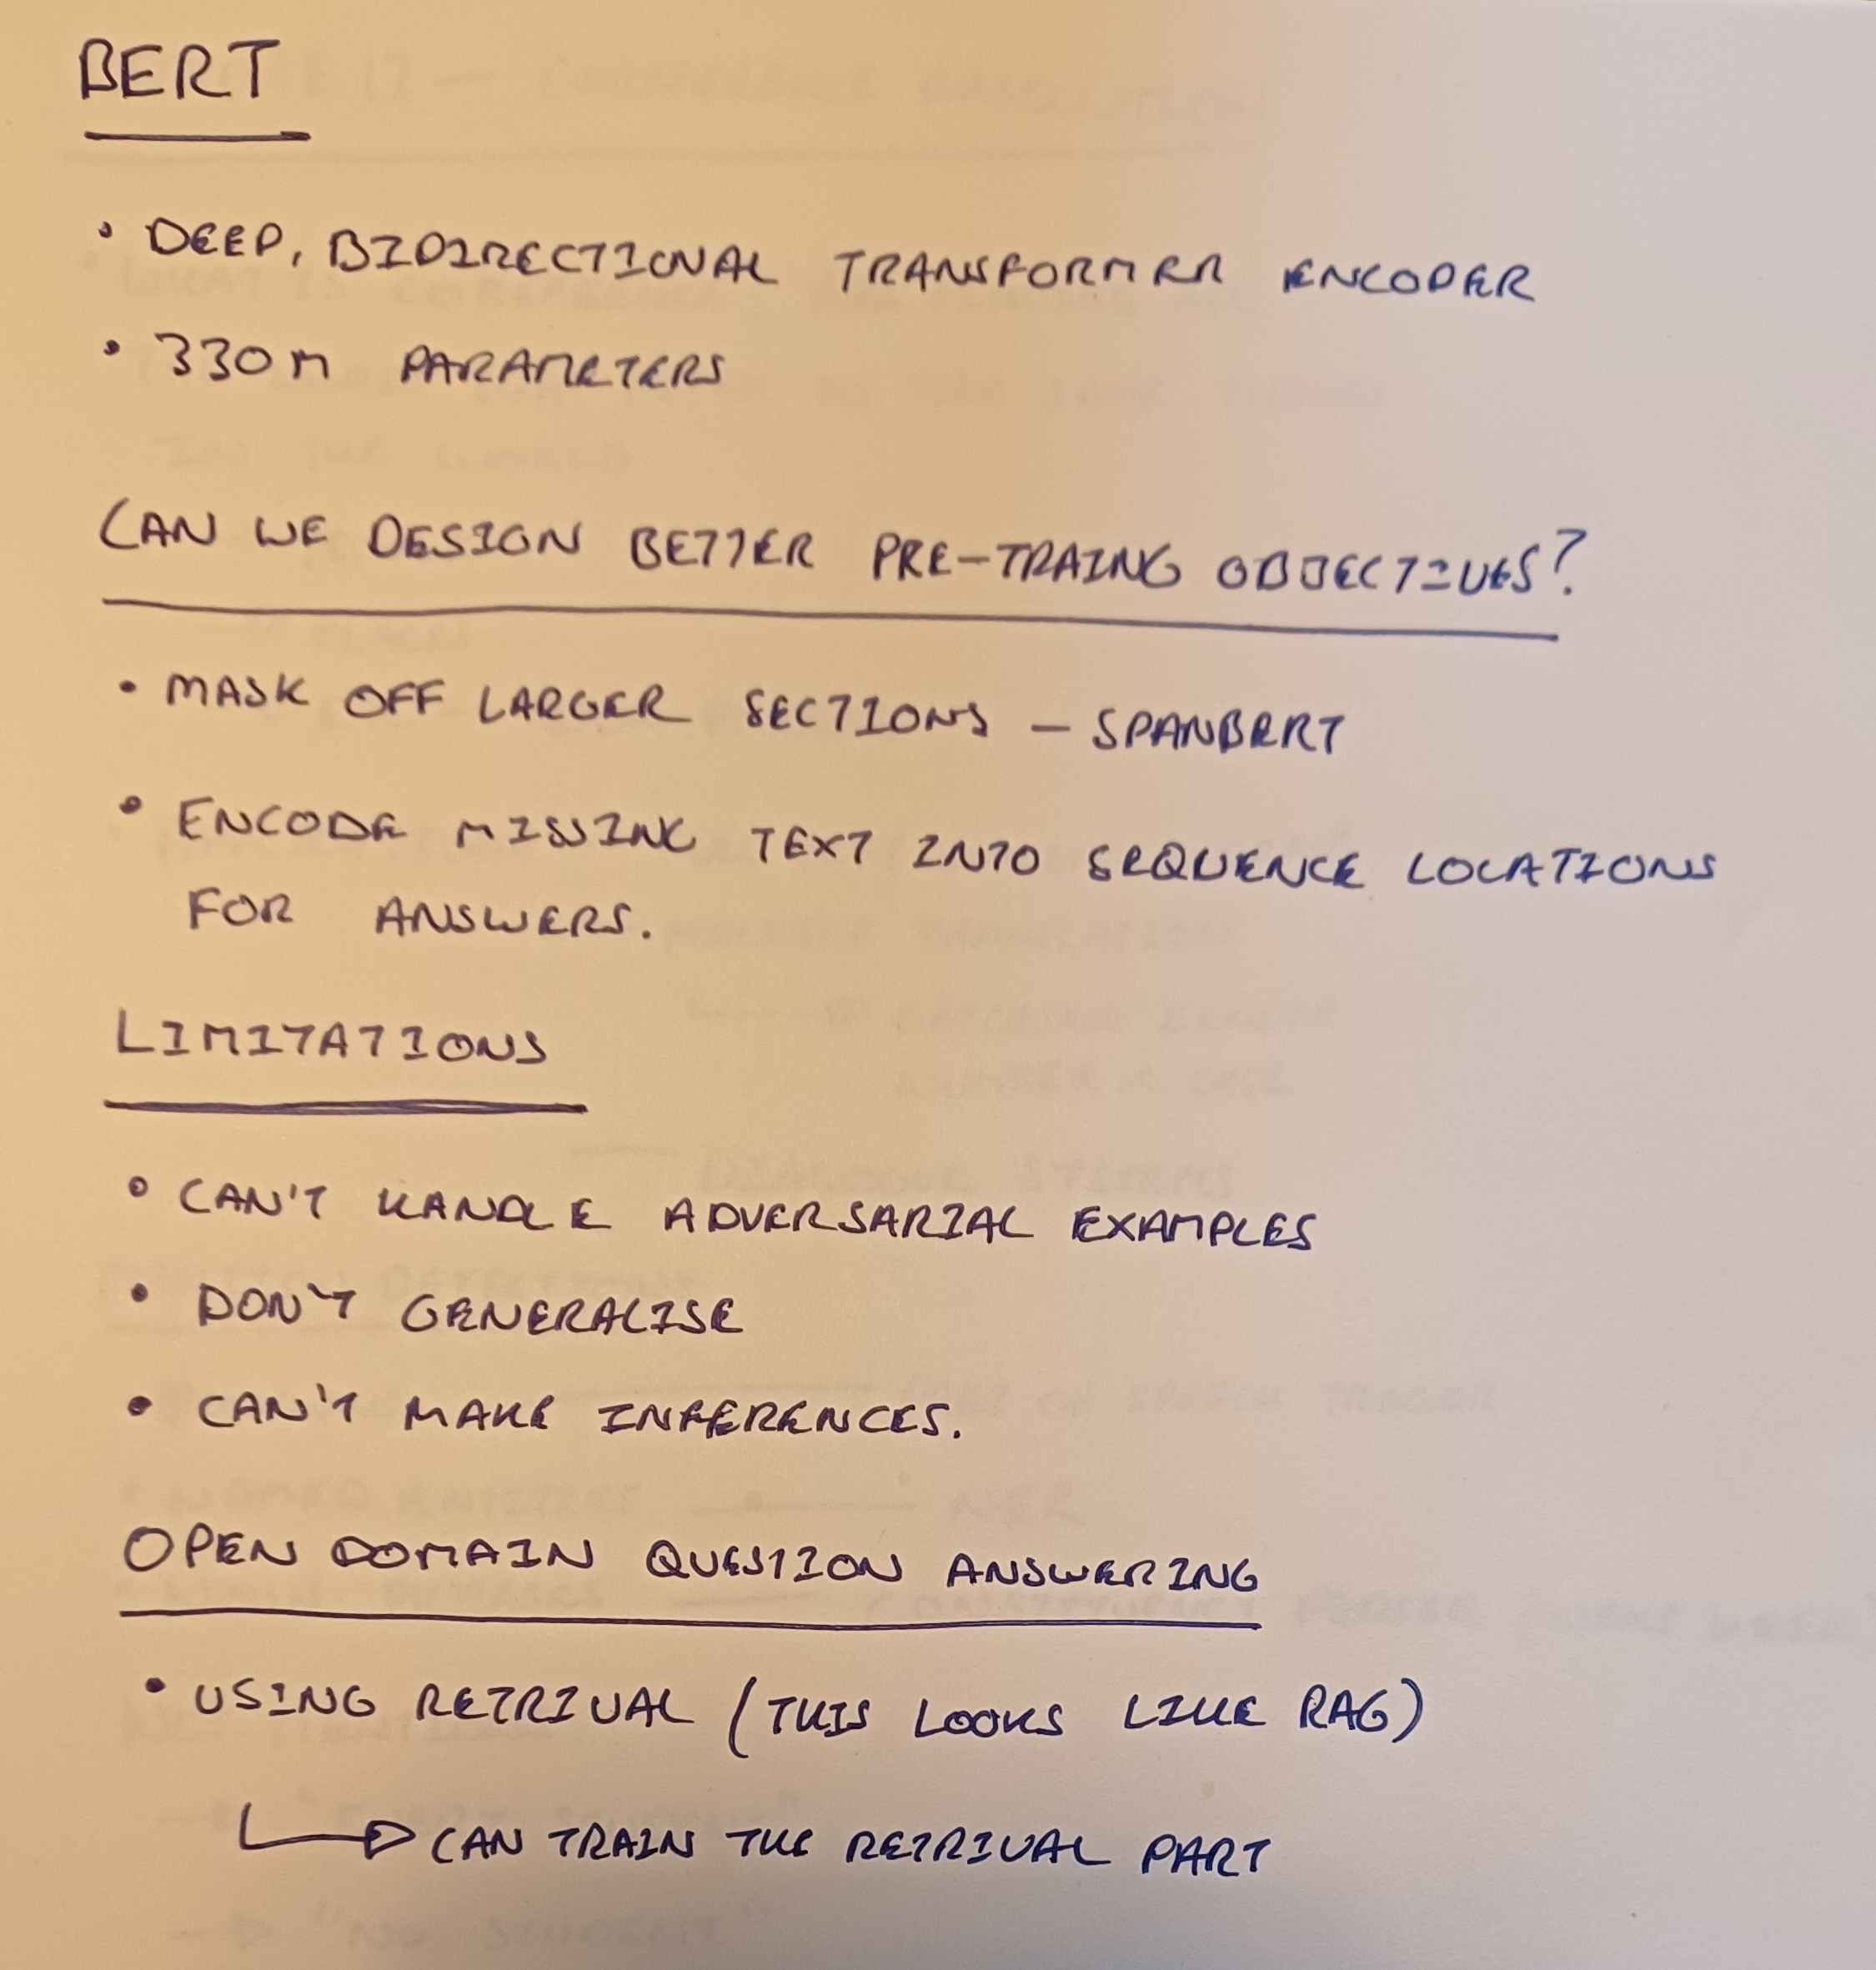 BERT
• DEEP, BIDIRECTIONAL TRANSFORMER ENCODER
• 330M PARAMETERS
CAN WE DESIGN BETTER PRE-TRAING OBJECTIVES?
• MASK OFF LARGER SECTIONS – SPANBERT
• ENCODE MISSING TEXT INTO SEQUENCE LOCATIONS
FOR ANSWERS.
LIMITATIONS
• CAN'T HANDLE ADVERSARIAL EXAMPLES
• DON'T GENERALISE
• CAN'T MAKE INFERENCES.
OPEN DOMAIN QUESTION ANSWERING
• USING RETRIVAL (THIS LOOKS LIKE RAG)
↳ CAN TRAIN THE RETRIVAL PART